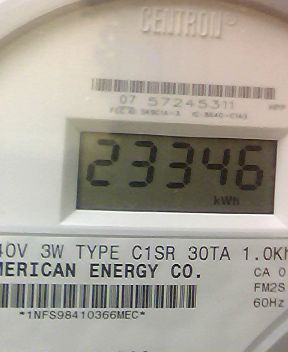 CENTRON
07 57245311
23346
kWh
40V 3W TYPE C1SR 30TA 1.0Kh
MERICAN ENERGY CO.
CA 0
FM2S
60Hz
*1NFS98410366MEC*